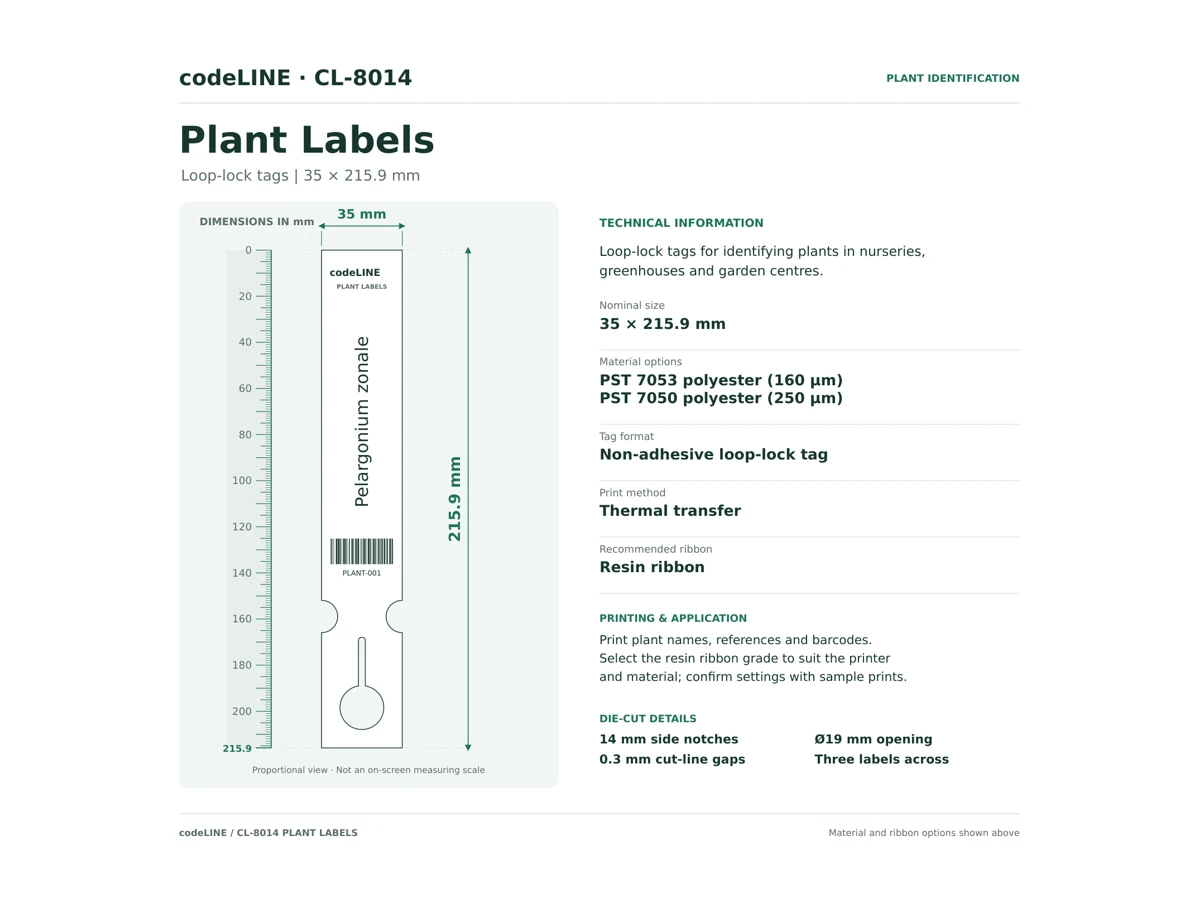 codeLINE · CL-8014
PLANT IDENTIFICATION
Plant Labels
Loop-lock tags | 35 × 215.9 mm
DIMENSIONS IN mm
35 mm
0
20
40
60
80
100
120
140
160
180
200
215.9
codeLINE
PLANT LABELS
Pelargonium zonale
PLANT-001
215.9 mm
Proportional view · Not an on-screen measuring scale
TECHNICAL INFORMATION
Loop-lock tags for identifying plants in nurseries,
greenhouses and garden centres.
Nominal size
35 × 215.9 mm
Material options
PST 7053 polyester (160 µm)
PST 7050 polyester (250 µm)
Tag format
Non-adhesive loop-lock tag
Print method
Thermal transfer
Recommended ribbon
Resin ribbon
PRINTING & APPLICATION
Print plant names, references and barcodes.
Select the resin ribbon grade to suit the printer
and material; confirm settings with sample prints.
DIE-CUT DETAILS
14 mm side notches
Ø19 mm opening
0.3 mm cut-line gaps
Three labels across
codeLINE / CL-8014 PLANT LABELS
Material and ribbon options shown above